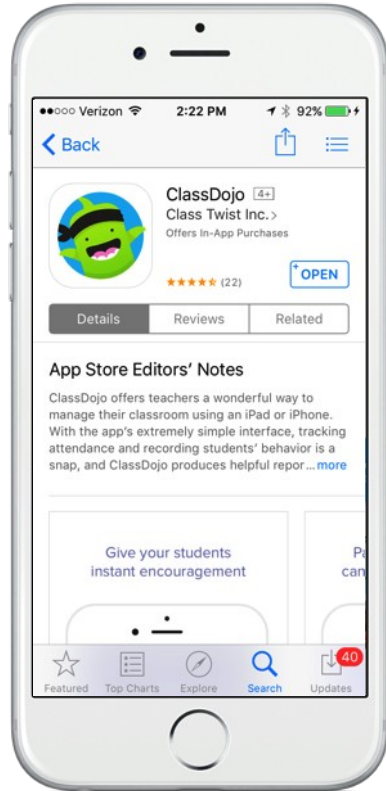 Verizon 2:22 PM 92%
Back
ClassDojo 4+
Class Twist Inc. >
Offers In-App Purchases
(22)
+ OPEN
Details Reviews Related
App Store Editors' Notes
ClassDojo offers teachers a wonderful way to
manage their classroom using an iPad or iPhone.
With the app's extremely simple interface, tracking
attendance and recording students' behavior is a
snap, and ClassDojo produces helpful repor... more
Give your students
instant encouragement
Pa
can
40
Featured Top Charts Explore Search Updates